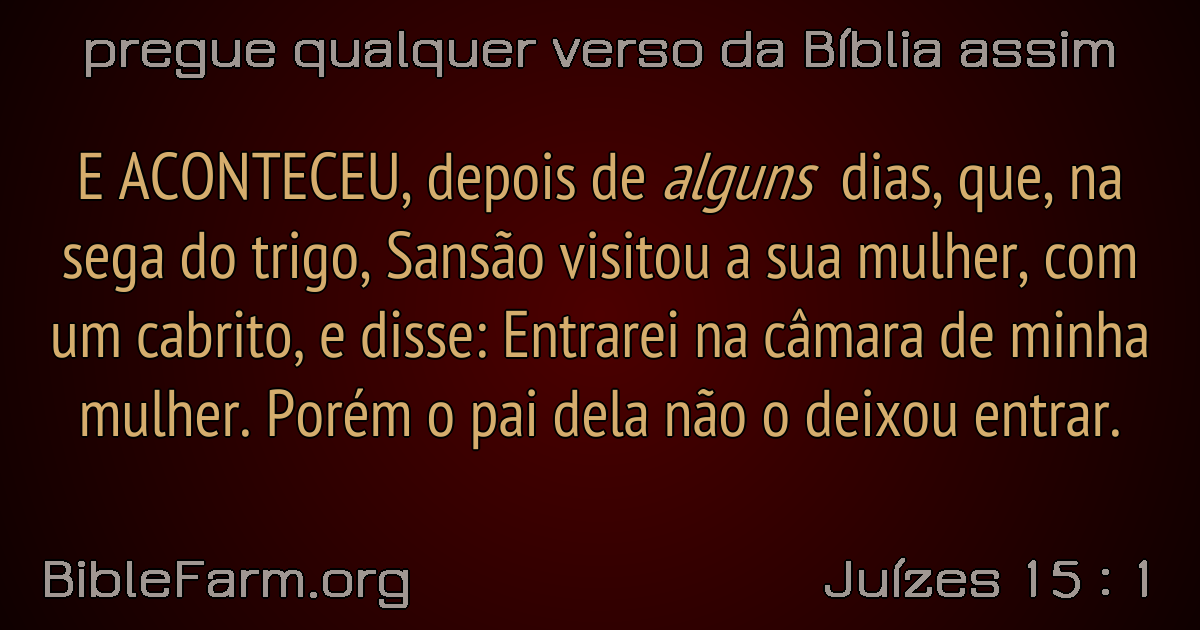 pregue qualquer verso da Bíblia assim
E ACONTECEU, depois de alguns dias, que, na
sega do trigo, Sansão visitou a sua mulher, com
um cabrito, e disse: Entrarei na câmara de minha
mulher. Porém o pai dela não o deixou entrar.
BibleFarm.org
Juízes 15 : 1